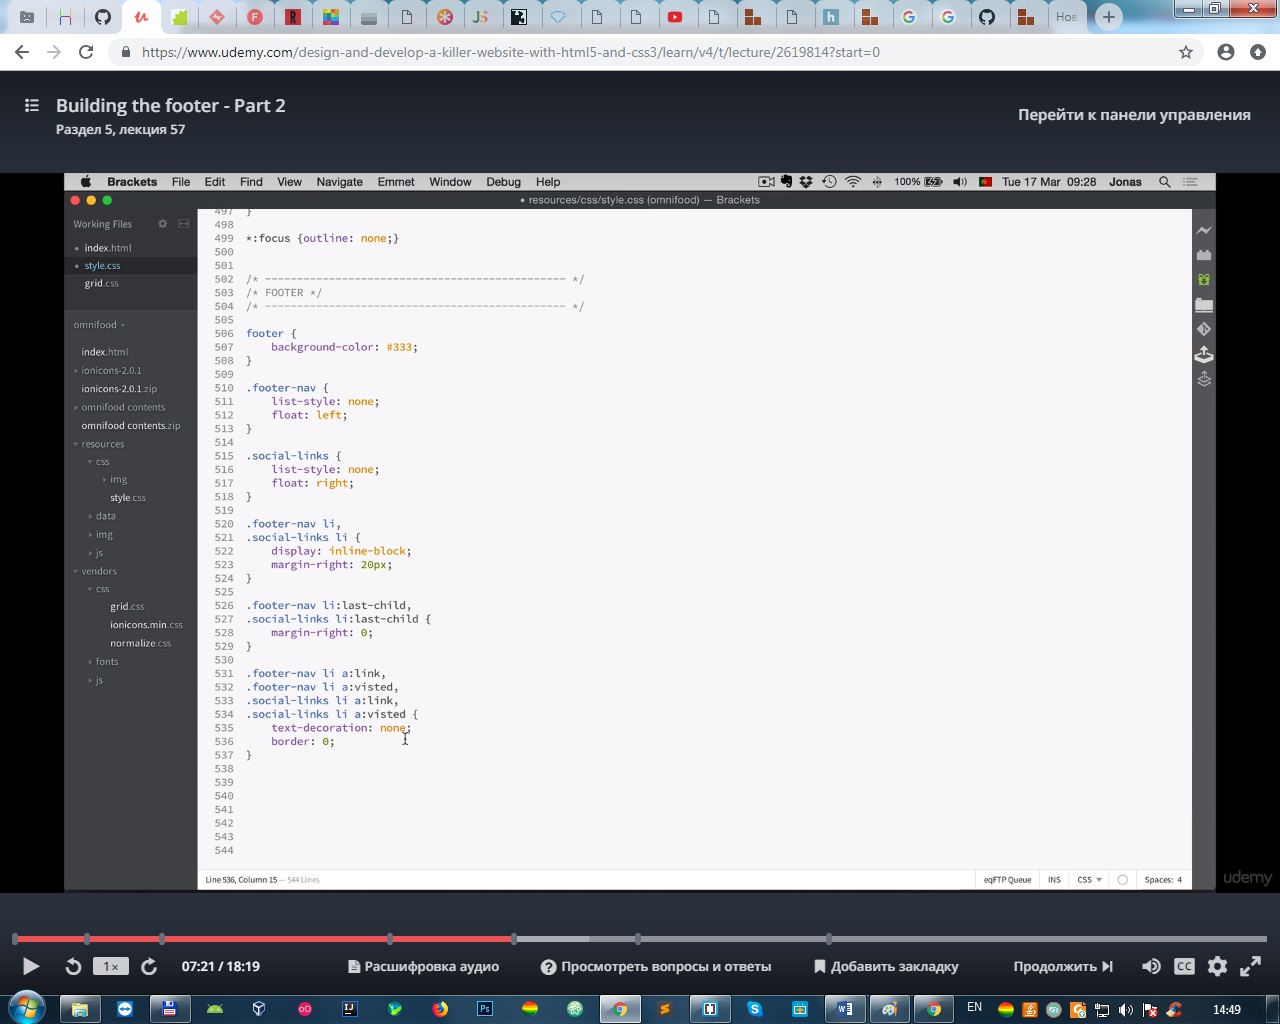 Нов
https://www.udemy.com/design-and-develop-a-killer-website-with-html5-and-css3/learn/v4/t/lecture/2619814?start=0
Building the footer - Part 2
Раздел 5, лекция 57
Перейти к панели управления
Brackets File Edit Find View Navigate Emmet Window Debug Help 100% Tue 17 Mar 09:28 Jonas
• resources/css/style.css (omnifood) — Brackets
Working Files
index.html
style.css
grid.css
omnifood
index.html
ionicons-2.0.1
ionicons-2.0.1.zip
omnifood contents
omnifood contents.zip
resources
css
img
style.css
data
img
js
vendors
css
grid.css
ionicons.min.css
normalize.css
fonts
js
497 }
498
499 *:focus {outline: none;}
500
501
502 /* ----------------------------------------------- */
503 /* FOOTER */
504 /* ----------------------------------------------- */
505
506 footer {
507 background-color: #333;
508 }
509
510 .footer-nav {
511 list-style: none;
512 float: left;
513 }
514
515 .social-links {
516 list-style: none;
517 float: right;
518 }
519
520 .footer-nav li,
521 .social-links li {
522 display: inline-block;
523 margin-right: 20px;
524 }
525
526 .footer-nav li:last-child,
527 .social-links li:last-child {
528 margin-right: 0;
529 }
530
531 .footer-nav li a:link,
532 .footer-nav li a:visted,
533 .social-links li a:link,
534 .social-links li a:visted {
535 text-decoration: none;
536 border: 0;
537 }
538
539
540
541
542
543
544
Line 536, Column 15 — 544 Lines
eqFTP Queue INS CSS Spaces: 4
udemy
1× 07:21 / 18:19 Расшифровка аудио Просмотреть вопросы и ответы Добавить закладку Продолжить CC
EN 14:49